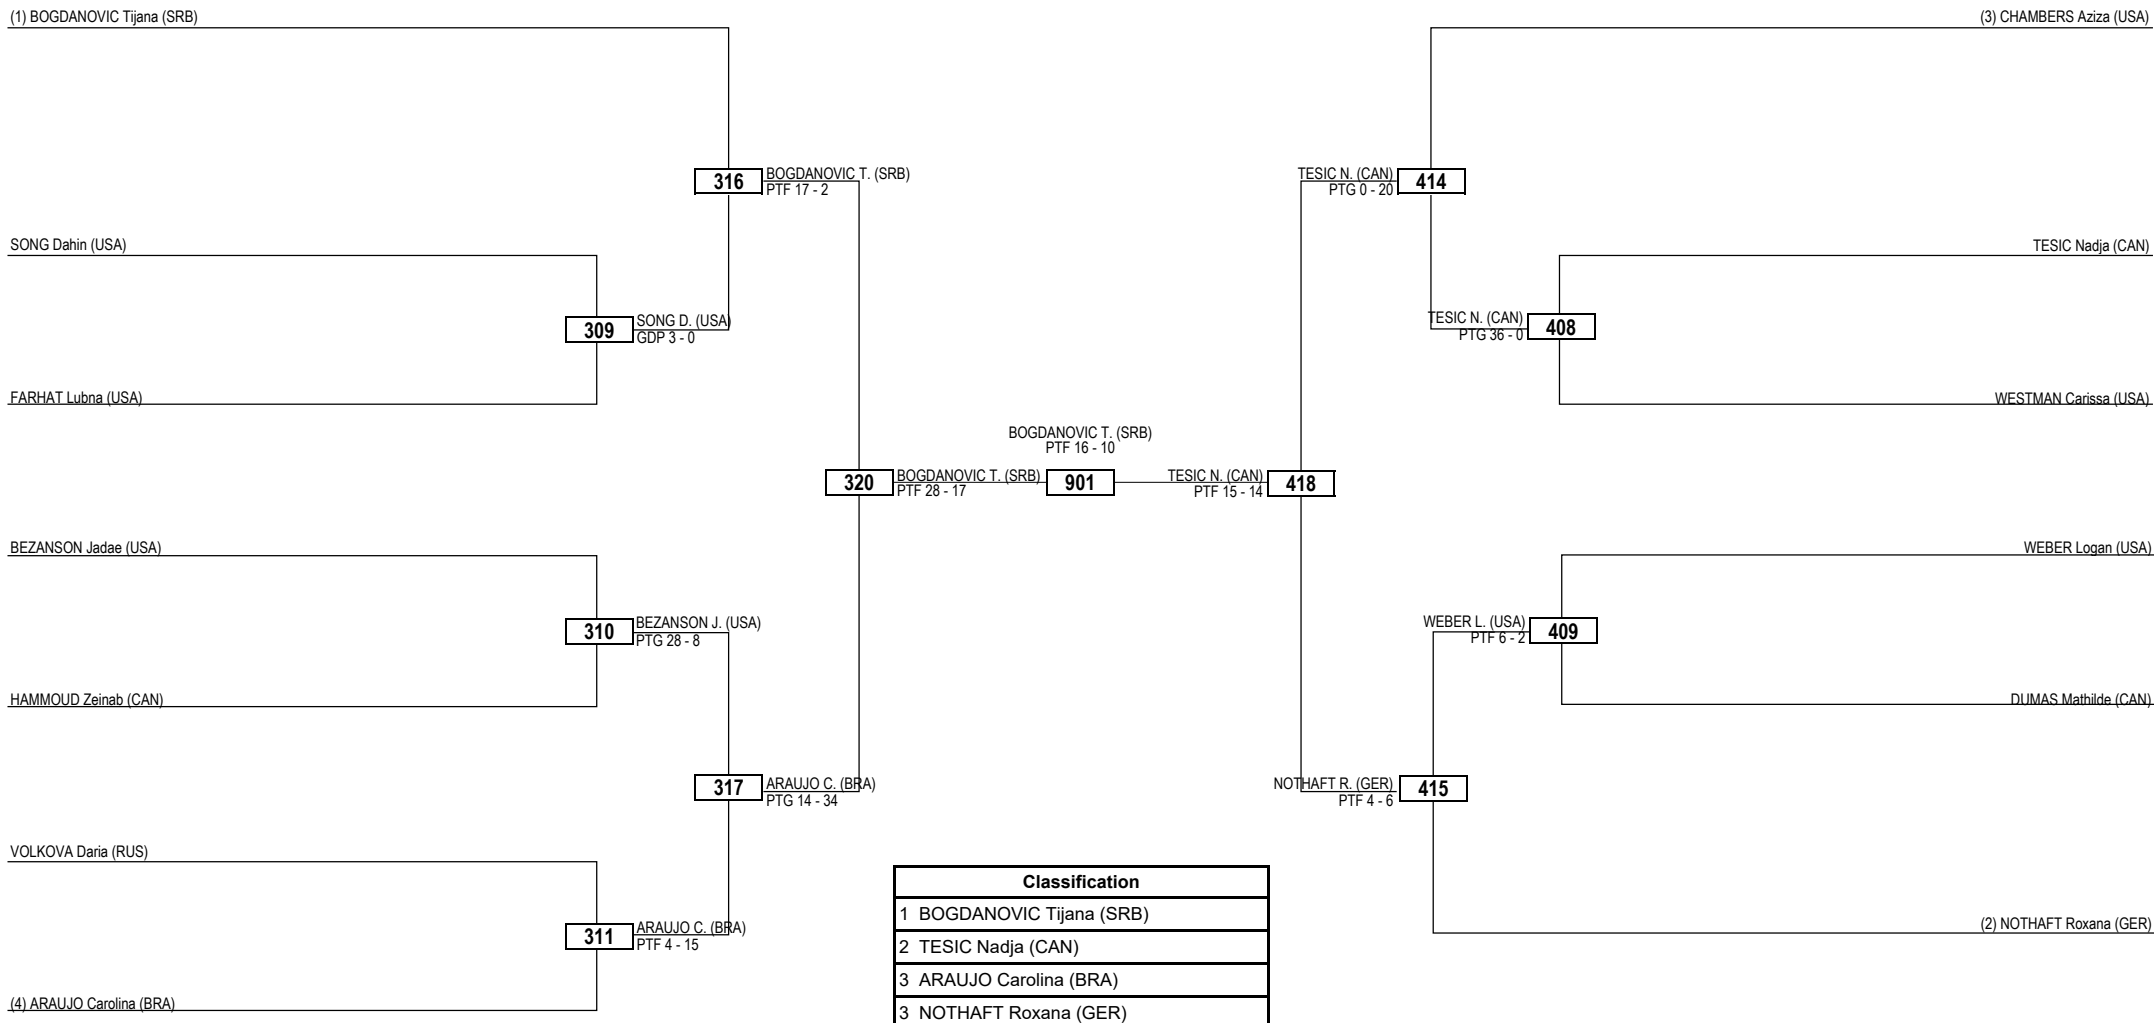 (1) BOGDANOVIC Tijana (SRB)
(3) CHAMBERS Aziza (USA)
316
BOGDANOVIC T. (SRB)
PTF 17 - 2
TESIC N. (CAN)
PTG 0 - 20
414
SONG Dahin (USA)
TESIC Nadja (CAN)
309
SONG D. (USA)
GDP 3 - 0
TESIC N. (CAN)
PTG 36 - 0
408
FARHAT Lubna (USA)
WESTMAN Carissa (USA)
BOGDANOVIC T. (SRB)
PTF 16 - 10
320
BOGDANOVIC T. (SRB)
PTF 28 - 17
901
TESIC N. (CAN)
PTF 15 - 14
418
BEZANSON Jadae (USA)
WEBER Logan (USA)
310
BEZANSON J. (USA)
PTG 28 - 8
WEBER L. (USA)
PTF 6 - 2
409
HAMMOUD Zeinab (CAN)
DUMAS Mathilde (CAN)
317
ARAUJO C. (BRA)
PTG 14 - 34
NOTHAFT R. (GER)
PTF 4 - 6
415
VOLKOVA Daria (RUS)
311
ARAUJO C. (BRA)
PTF 4 - 15
(2) NOTHAFT Roxana (GER)
(4) ARAUJO Carolina (BRA)
Classification
1 BOGDANOVIC Tijana (SRB)
2 TESIC Nadja (CAN)
3 ARAUJO Carolina (BRA)
3 NOTHAFT Roxana (GER)